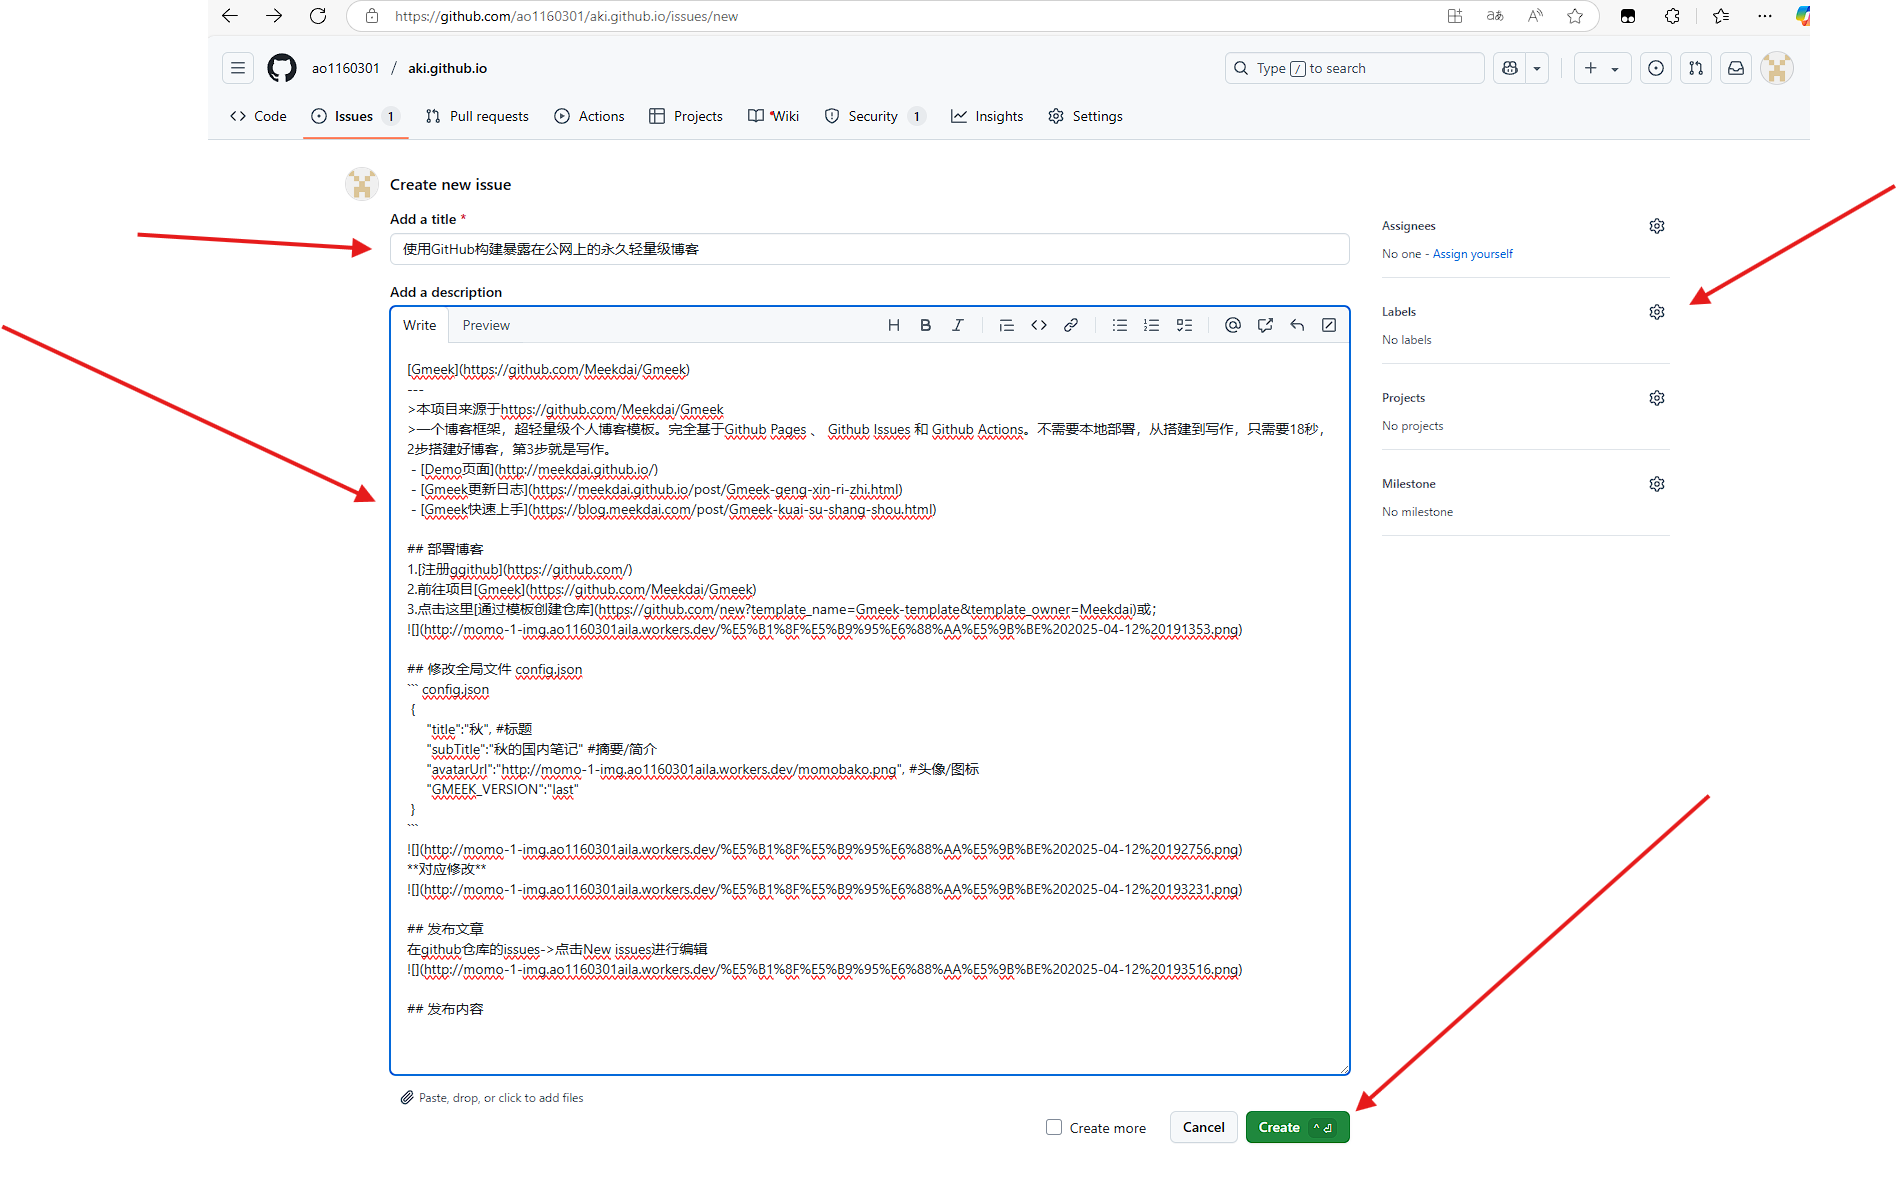 https://github.com/ao1160301/aki.github.io/issues/new
ao1160301 / aki.github.io
Type / to search
Code
Issues 1
Pull requests
Actions
Projects
Wiki
Security 1
Insights
Settings
Create new issue
Add a title *
使用GitHub构建暴露在公网上的永久轻量级博客
Add a description
Write
Preview
[Gmeek](https://github.com/Meekdai/Gmeek)
---
>本项目来源于https://github.com/Meekdai/Gmeek
>一个博客框架，超轻量级个人博客模板。完全基于Github Pages 、 Github Issues 和 Github Actions。不需要本地部署，从搭建到写作，只需要18秒，
2步搭建好博客，第3步就是写作。
- [Demo页面](http://meekdai.github.io/)
- [Gmeek更新日志](https://meekdai.github.io/post/Gmeek-geng-xin-ri-zhi.html)
- [Gmeek快速上手](https://blog.meekdai.com/post/Gmeek-kuai-su-shang-shou.html)
## 部署博客
1.[注册ggithub](https://github.com/)
2.前往项目[Gmeek](https://github.com/Meekdai/Gmeek)
3.点击这里[通过模板创建仓库](https://github.com/new?template_name=Gmeek-template&template_owner=Meekdai)或；
![](http://momo-1-img.ao1160301aila.workers.dev/%E5%B1%8F%E5%B9%95%E6%88%AA%E5%9B%BE%202025-04-12%20191353.png)
## 修改全局文件 config.json
``` config.json
{
"title":"秋", #标题
"subTitle":"秋的国内笔记" #摘要/简介
"avatarUrl":"http://momo-1-img.ao1160301aila.workers.dev/momobako.png", #头像/图标
"GMEEK_VERSION":"last"
}
```
![](http://momo-1-img.ao1160301aila.workers.dev/%E5%B1%8F%E5%B9%95%E6%88%AA%E5%9B%BE%202025-04-12%20192756.png)
**对应修改**
![](http://momo-1-img.ao1160301aila.workers.dev/%E5%B1%8F%E5%B9%95%E6%88%AA%E5%9B%BE%202025-04-12%20193231.png)
## 发布文章
在github仓库的issues->点击New issues进行编辑
![](http://momo-1-img.ao1160301aila.workers.dev/%E5%B1%8F%E5%B9%95%E6%88%AA%E5%9B%BE%202025-04-12%20193516.png)
## 发布内容
Paste, drop, or click to add files
Create more
Cancel
Create
Assignees
No one - Assign yourself
Labels
No labels
Projects
No projects
Milestone
No milestone